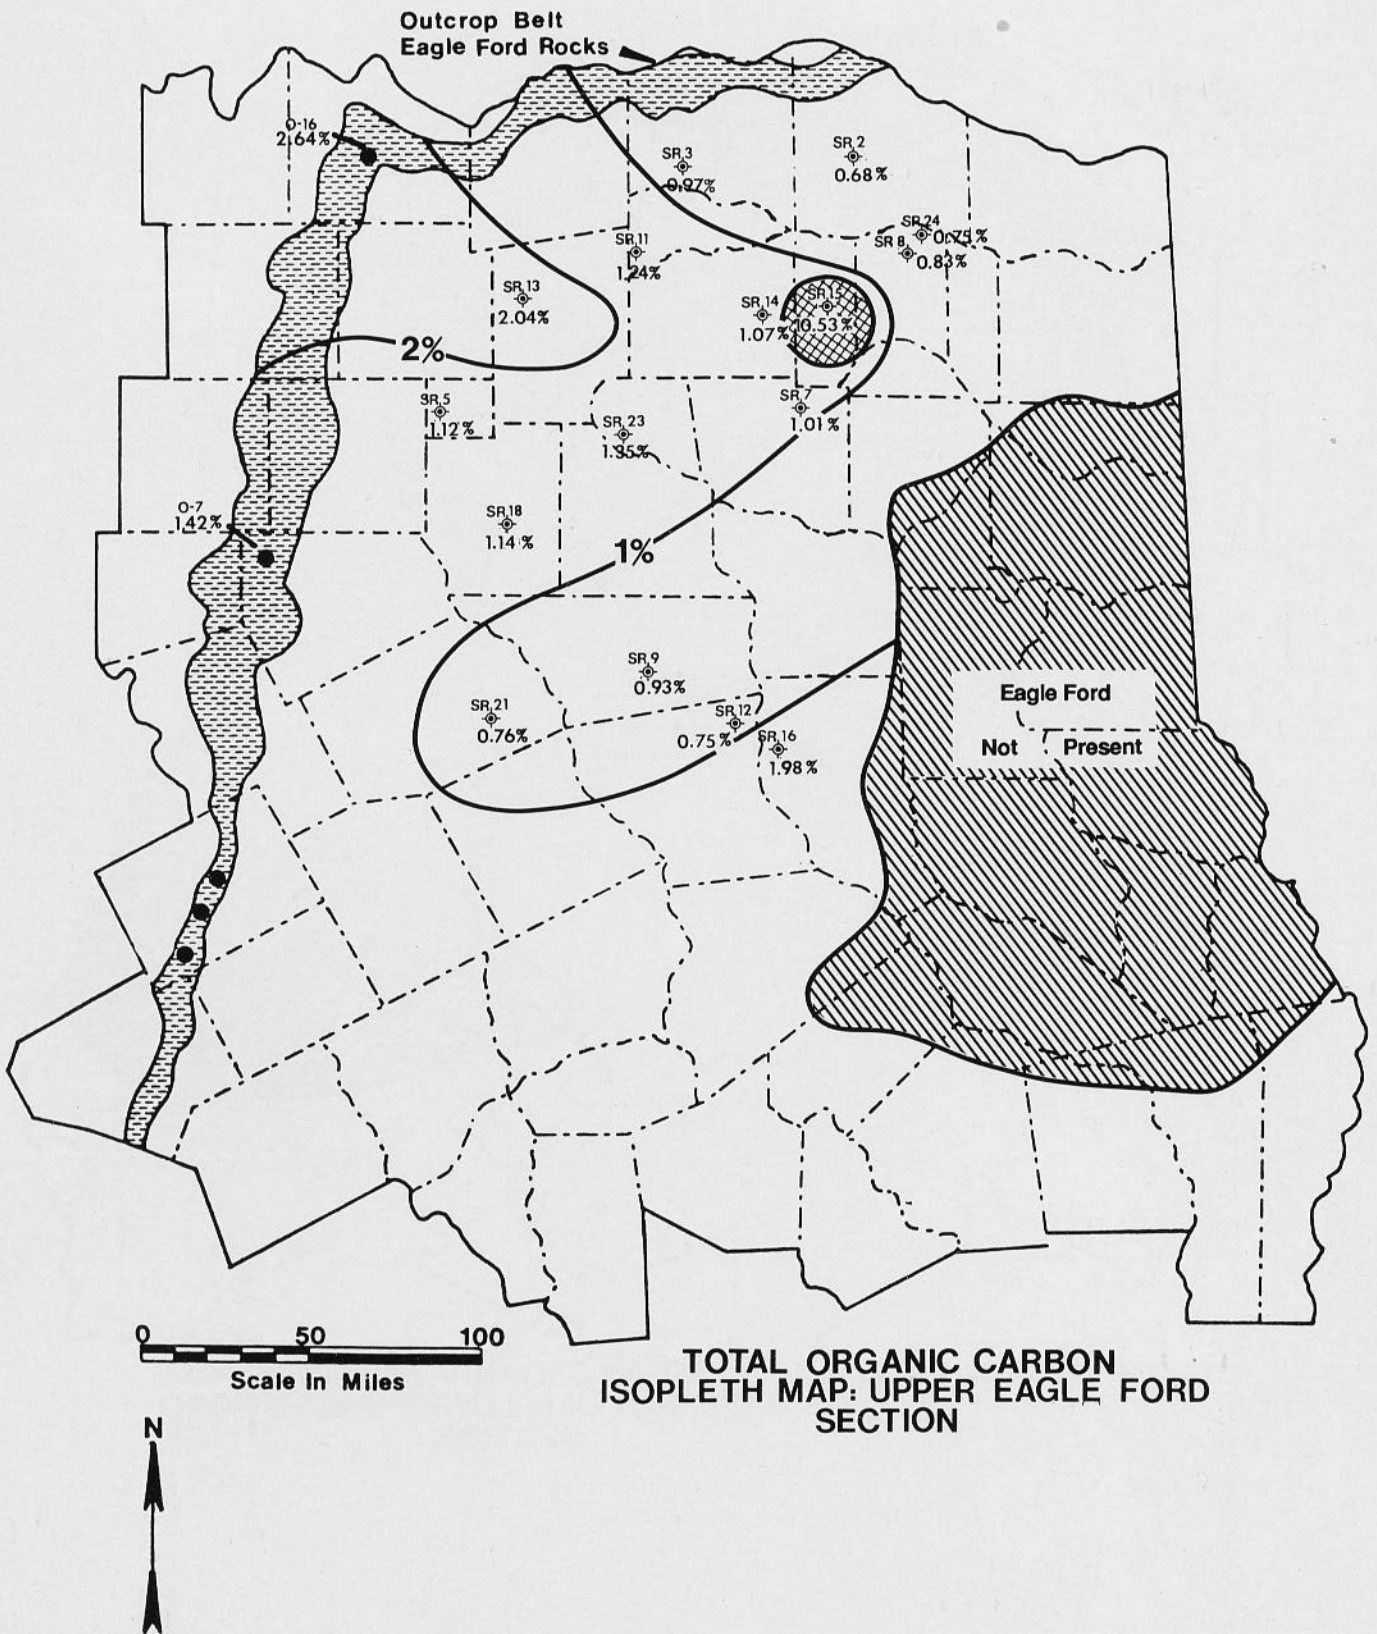 Outcrop Belt
Eagle Ford Rocks
O-16
2.64%
SR, 3
0.97%
SR, 2
0.68%
SR, 24
0.75%
SR 8,
0.83%
SR, 11
1.24%
SR, 13
2.04%
SR, 14
1.07%
SR, 15
0.53%
2%
SR, 5
1.12%
SR, 23
1.35%
SR, 7
1.01%
O-7
1.42%
SR, 18
1.14%
1%
SR, 9
0.93%
SR, 21
0.76%
SR, 12
0.75%
SR, 16
1.98%
Eagle Ford
Not Present
0 50 100
Scale In Miles
TOTAL ORGANIC CARBON
ISOPLETH MAP: UPPER EAGLE FORD
SECTION
N